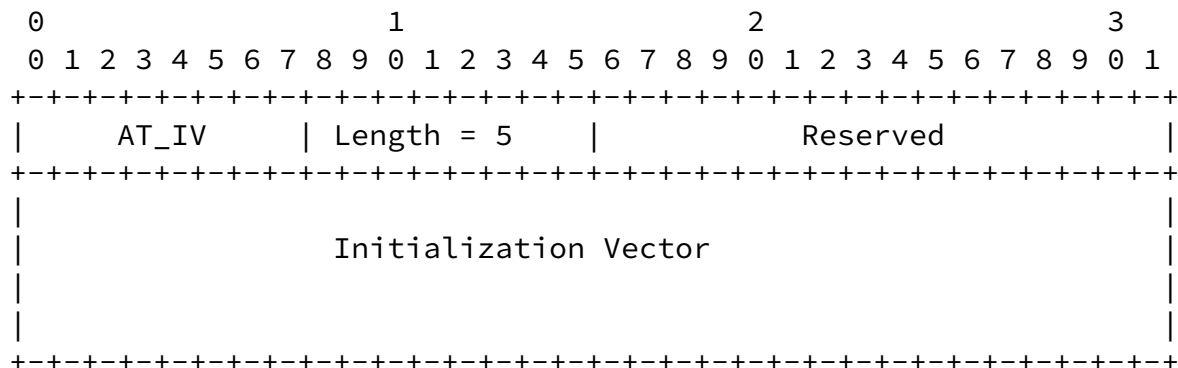 0                   1                   2                   3
 0 1 2 3 4 5 6 7 8 9 0 1 2 3 4 5 6 7 8 9 0 1 2 3 4 5 6 7 8 9 0 1
+-+-+-+-+-+-+-+-+-+-+-+-+-+-+-+-+-+-+-+-+-+-+-+-+-+-+-+-+-+-+-+-+
|     AT_IV     | Length = 5    |           Reserved            |
+-+-+-+-+-+-+-+-+-+-+-+-+-+-+-+-+-+-+-+-+-+-+-+-+-+-+-+-+-+-+-+-+
|                                                               |
|                 Initialization Vector                         |
|                                                               |
|                                                               |
+-+-+-+-+-+-+-+-+-+-+-+-+-+-+-+-+-+-+-+-+-+-+-+-+-+-+-+-+-+-+-+-+